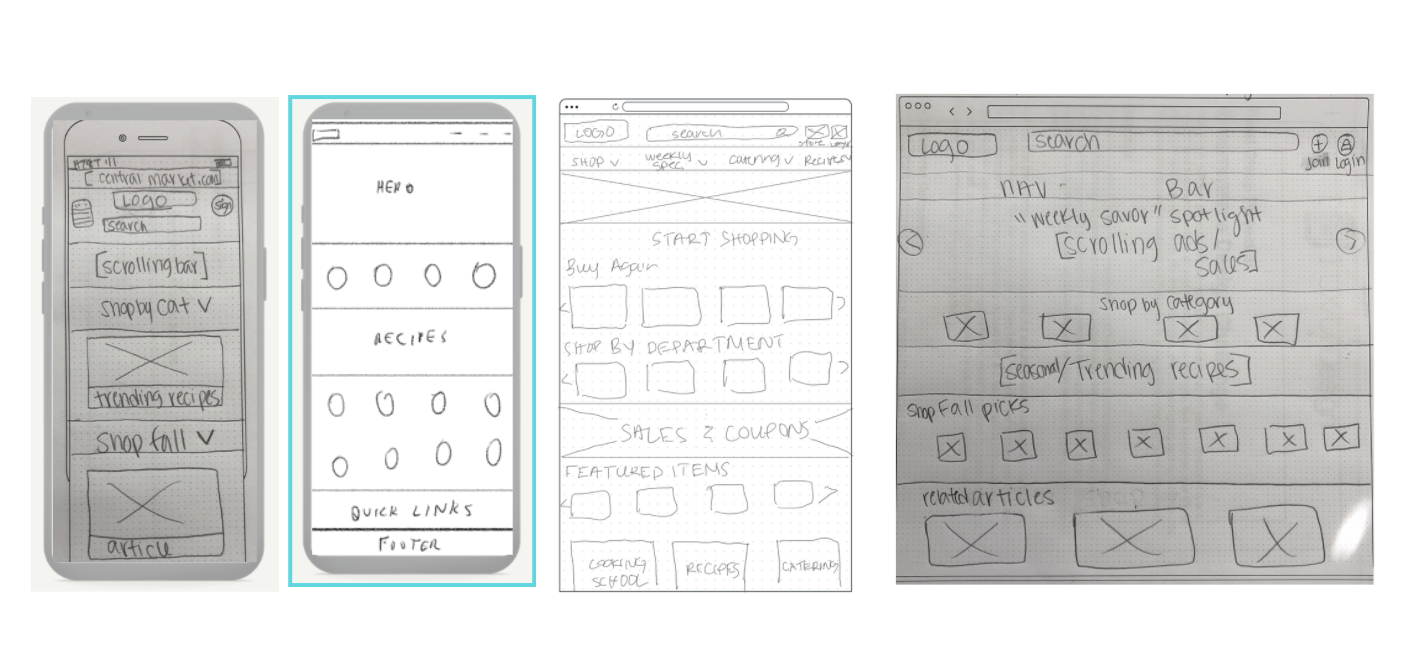 AT&T
[central market.com]
LOGO
sign
search
[scrolling bar]
shop by cat
trending recipes
shop fall
article
HERO
RECIPES
QUICK LINKS
FOOTER
LOGO
search
store
Login
SHOP
weekly
spec.
catering
Recipes
START SHOPPING
Buy Again
SHOP BY DEPARTMENT
SALES & COUPONS
FEATURED ITEMS
COOKING
SCHOOL
RECIPES
CATERING
Logo
search
Join
Login
NAV - Bar
"weekly savor" spotlight
[scrolling ads/
sales]
shop by category
[seasonal/Trending recipes]
shop Fall picks
related articles